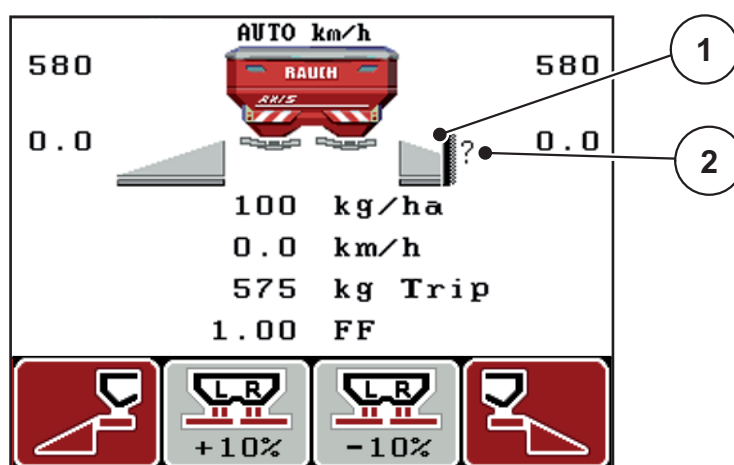 AUTO km/h
580
580
RAUCH
AXIS
0.0
0.0
?
1
2
100 kg/ha
0.0 km/h
575 kg Trip
1.00 FF
L R
+10%
L R
-10%